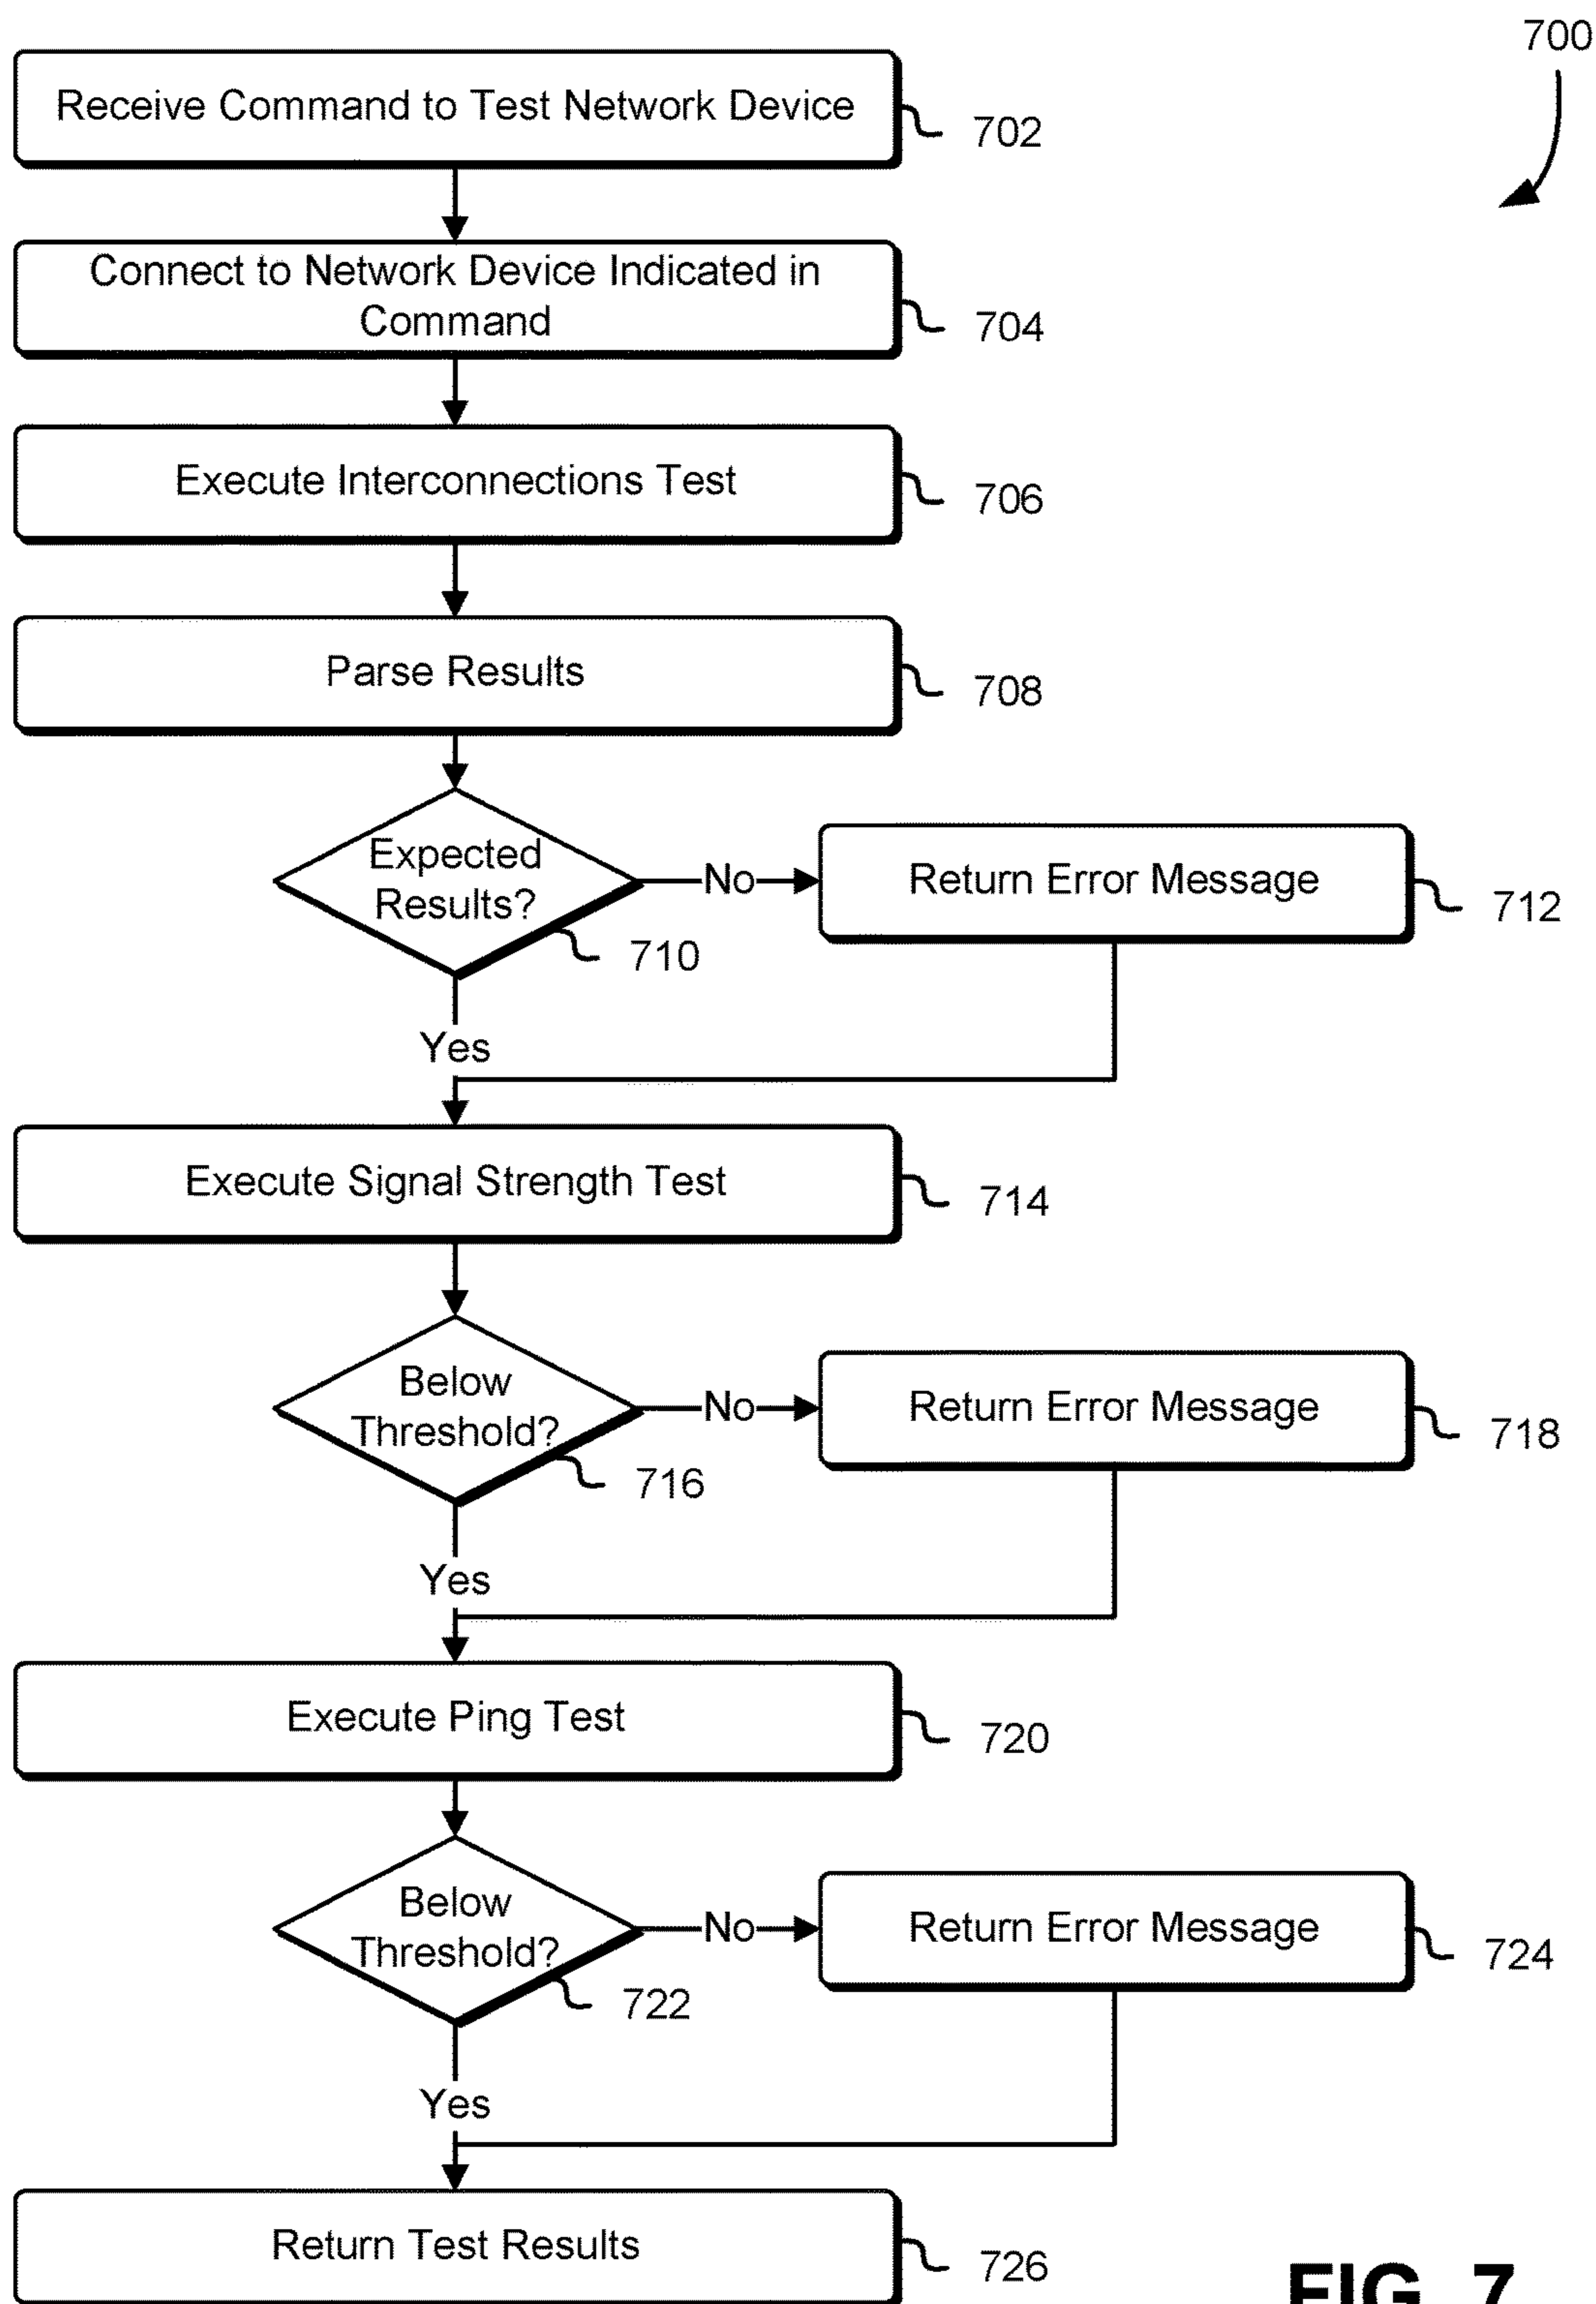 700
Receive Command to Test Network Device
702
Connect to Network Device Indicated in
Command
704
Execute Interconnections Test
706
Parse Results
708
Expected
Results?
710
No
Return Error Message
712
Yes
Execute Signal Strength Test
714
Below
Threshold?
716
No
Return Error Message
718
Yes
Execute Ping Test
720
Below
Threshold?
722
No
Return Error Message
724
Yes
Return Test Results
726
FIG. 7